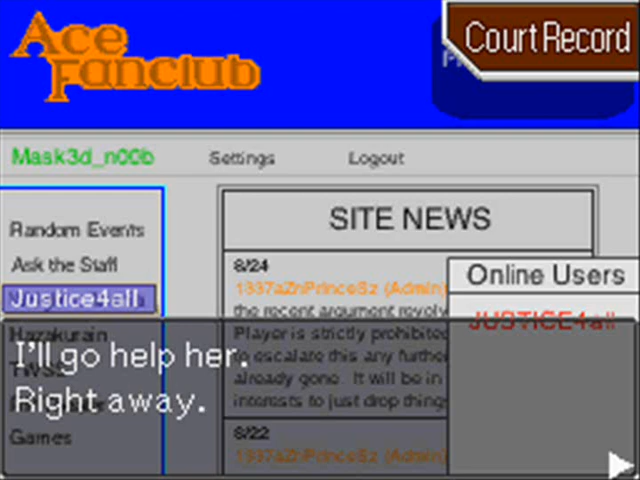 Ace
Fanclub
Court Record
Mask3d_n00b
Settings
Logout
Random Events
Ask the Staff
Justice4all
Hazakurain
Games
SITE NEWS
8/24
1337aZnPrinceSz (Admin)
the recent argument
Player is strictly prohibited
to escalate this any further
already gone. It will be in
interests to just drop
8/22
1337aZnPrinceSz (Admin)
Online Users
JUSTICE4all
I'll go help her.
Right away.